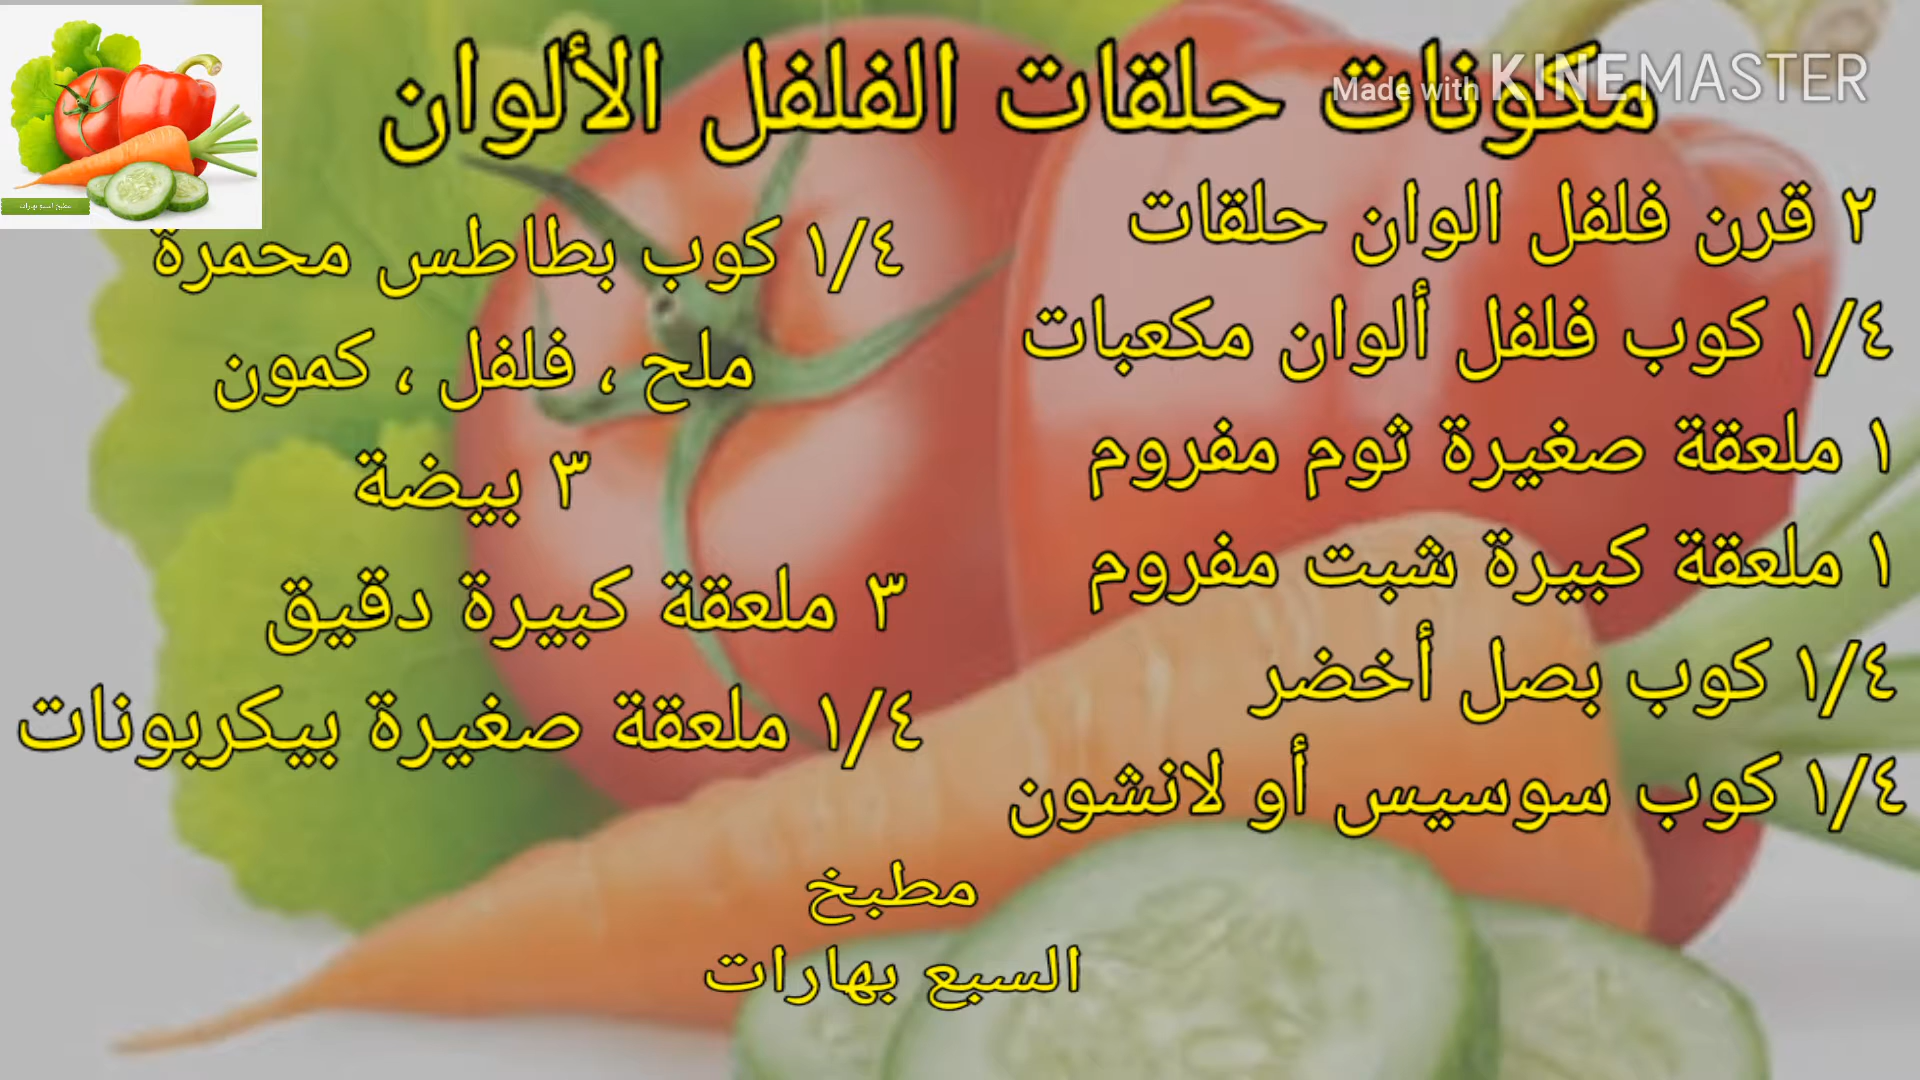 مكونات حلقات الفلفل الألوان
Made with KINEMASTER
٢ قرن فلفل الوان حلقات
١/٤ كوب فلفل ألوان مكعبات
١ ملعقة صغيرة ثوم مفروم
١ ملعقة كبيرة شبت مفروم
١/٤ كوب بصل أخضر
١/٤ كوب سوسيس أو لانشون
١/٤ كوب بطاطس محمرة
ملح ، فلفل ، كمون
٣ بيضة
٣ ملعقة كبيرة دقيق
١/٤ ملعقة صغيرة بيكربونات
مطبخ
السبع بهارات